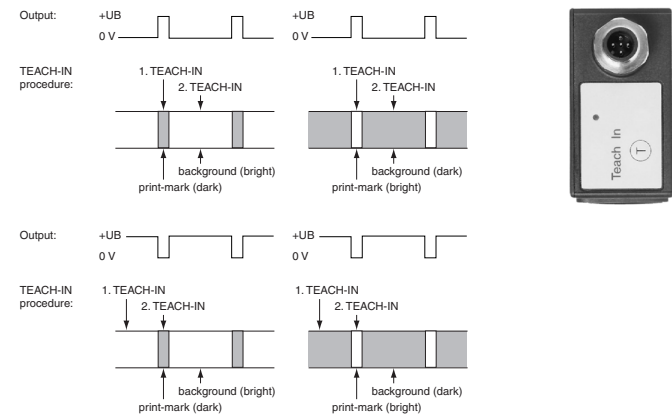 Output: +UB +UB
0 V 0 V
TEACH-IN procedure: 1. TEACH-IN 1. TEACH-IN
2. TEACH-IN 2. TEACH-IN
background (bright) background (dark)
print-mark (dark) print-mark (bright)
Output: +UB +UB
0 V 0 V
TEACH-IN procedure: 1. TEACH-IN 1. TEACH-IN
2. TEACH-IN 2. TEACH-IN
background (bright) background (dark)
print-mark (dark) print-mark (bright)
Teach In
T